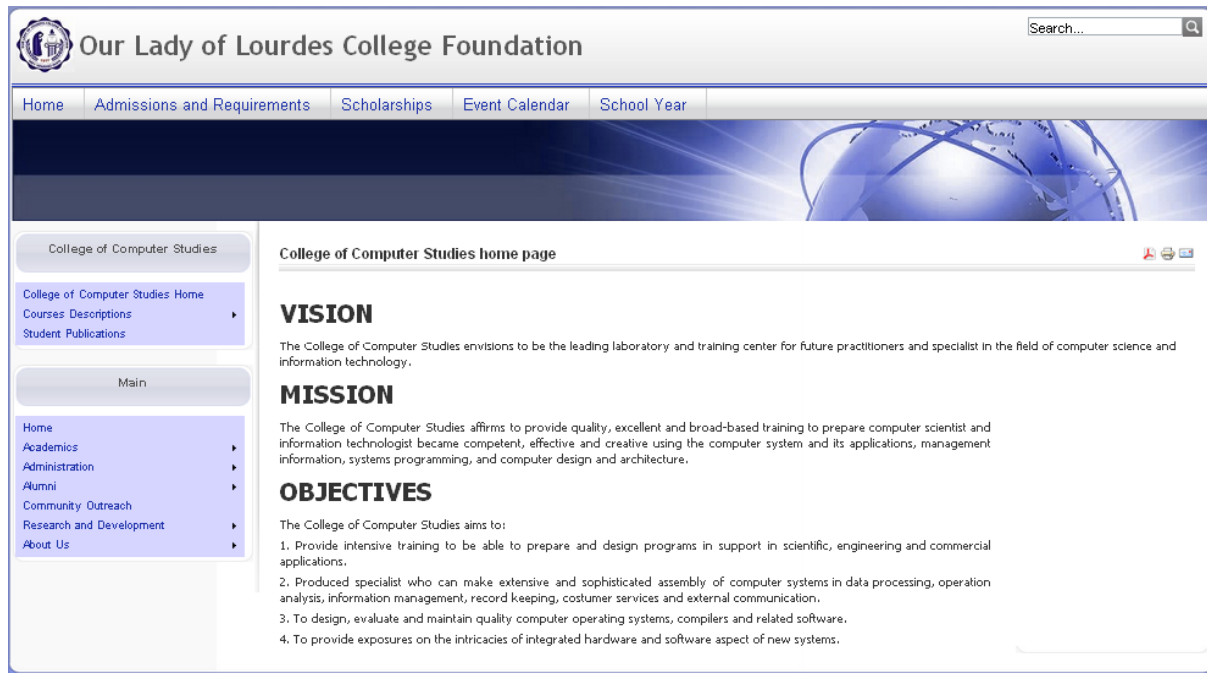 Our Lady of Lourdes College Foundation
Search...
Home
Admissions and Requirements
Scholarships
Event Calendar
School Year
College of Computer Studies
College of Computer Studies Home
Courses Descriptions
Student Publications
Main
Home
Academics
Administration
Alumni
Community Outreach
Research and Development
About Us
College of Computer Studies home page
VISION
The College of Computer Studies envisions to be the leading laboratory and training center for future practitioners and specialist in the field of computer science and
information technology.
MISSION
The College of Computer Studies affirms to provide quality, excellent and broad-based training to prepare computer scientist and
information technologist became competent, effective and creative using the computer system and its applications, management
information, systems programming, and computer design and architecture.
OBJECTIVES
The College of Computer Studies aims to:
1. Provide intensive training to be able to prepare and design programs in support in scientific, engineering and commercial
applications.
2. Produced specialist who can make extensive and sophisticated assembly of computer systems in data processing, operation
analysis, information management, record keeping, costumer services and external communication.
3. To design, evaluate and maintain quality computer operating systems, compilers and related software.
4. To provide exposures on the intricacies of integrated hardware and software aspect of new systems.